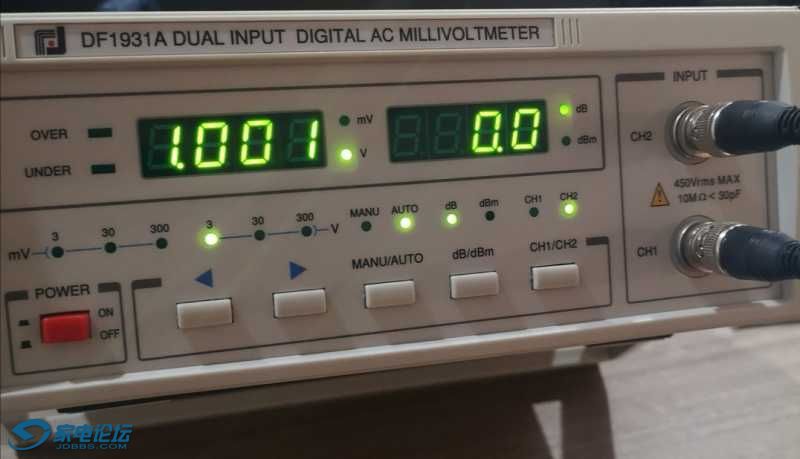 DF1931A DUAL INPUT DIGITAL AC MILLIVOLTMETER
INPUT
OVER
UNDER
1.001
mV
V
0.0
dB
dBm
CH2
450Vrms MAX
10MΩ<30pF
CH1
mV 3 30 300 3 30 300 V
MANU AUTO dB dBm CH1 CH2
POWER
ON
OFF
MANU/AUTO dB/dBm CH1/CH2
家电论坛
JDBBS.COM